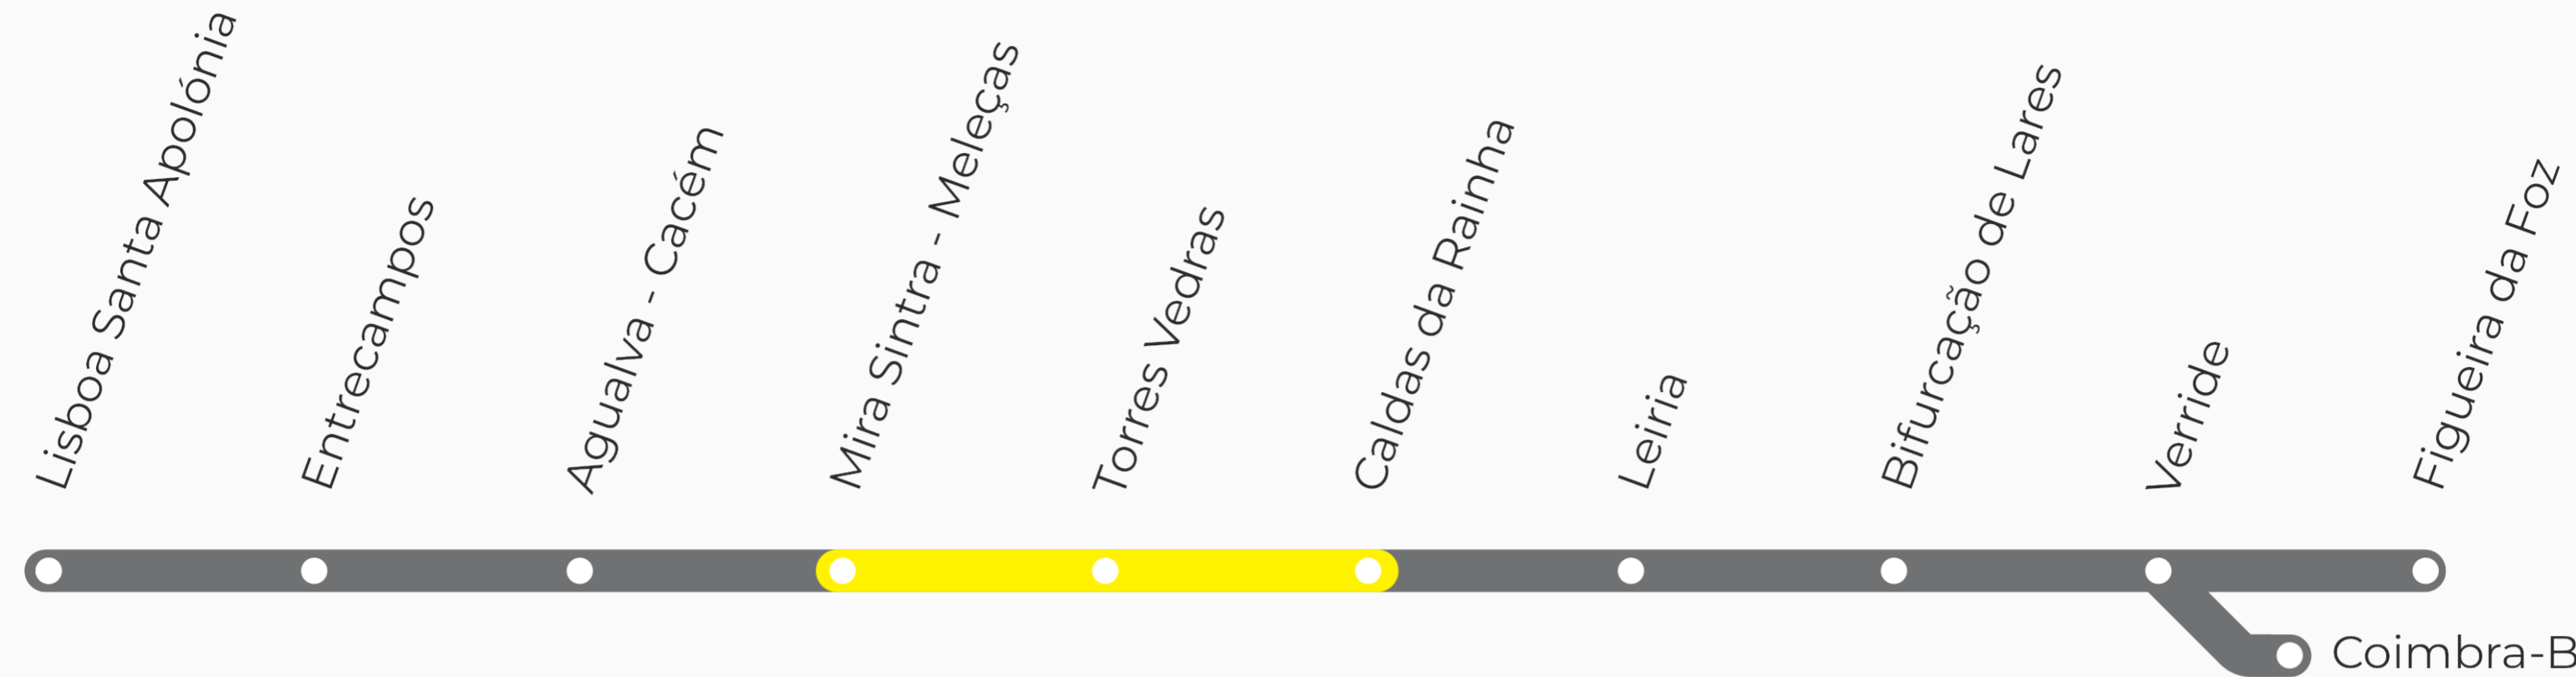 Lisboa Santa Apolónia
Entrecampos
Agualva - Cacém
Mira Sintra - Meleças
Torres Vedras
Caldas da Rainha
Leiria
Bifurcação de Lares
Verride
Figueira da Foz
Coimbra-B